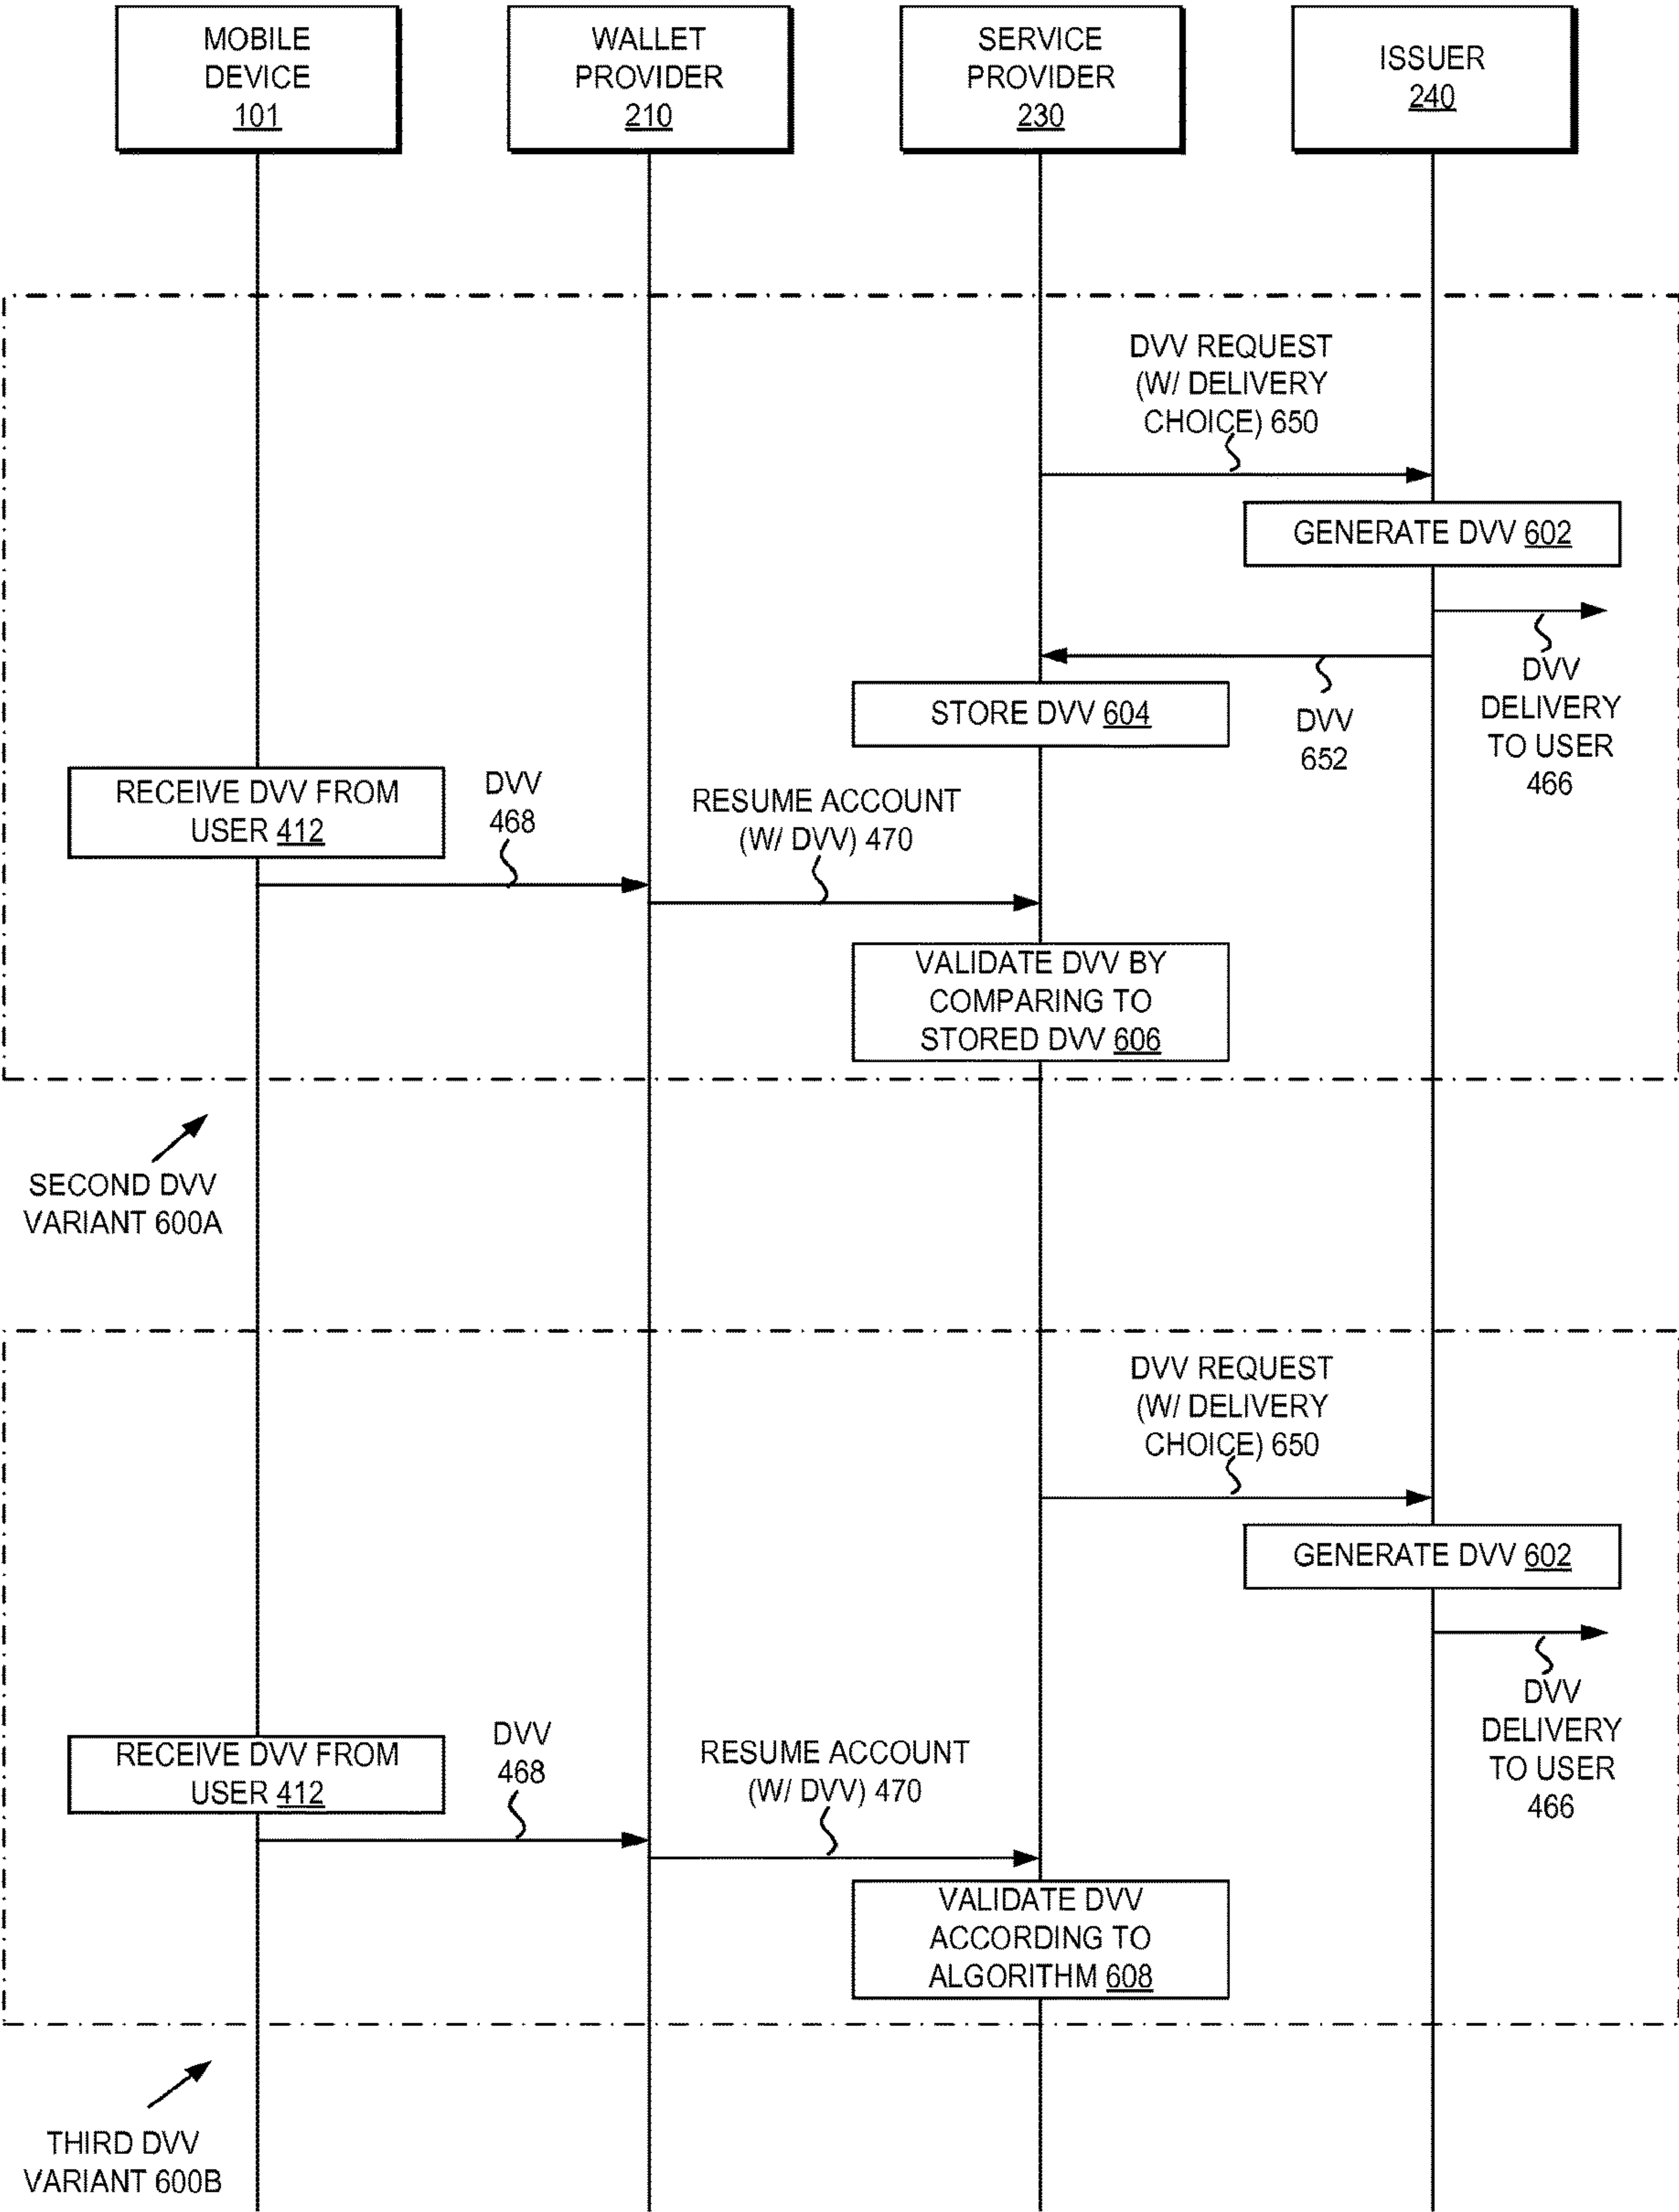 MOBILE
DEVICE
101
WALLET
PROVIDER
210
SERVICE
PROVIDER
230
ISSUER
240
DVV REQUEST
(W/ DELIVERY
CHOICE) 650
GENERATE DVV 602
DVV
DELIVERY
TO USER
466
DVV
652
STORE DVV 604
RECEIVE DVV FROM
USER 412
DVV
468
RESUME ACCOUNT
(W/ DVV) 470
VALIDATE DVV BY
COMPARING TO
STORED DVV 606
SECOND DVV
VARIANT 600A
DVV REQUEST
(W/ DELIVERY
CHOICE) 650
GENERATE DVV 602
DVV
DELIVERY
TO USER
466
RECEIVE DVV FROM
USER 412
DVV
468
RESUME ACCOUNT
(W/ DVV) 470
VALIDATE DVV
ACCORDING TO
ALGORITHM 608
THIRD DVV
VARIANT 600B